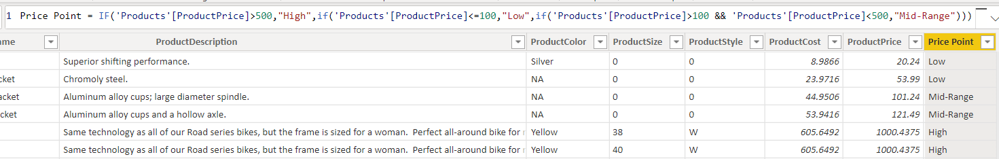 1 Price Point = IF('Products'[ProductPrice]>500,"High",if('Products'[ProductPrice]<=100,"Low",if('Products'[ProductPrice]>100 && 'Products'[ProductPrice]<500,"Mid-Range")))
ame ProductDescription ProductColor ProductSize ProductStyle ProductCost ProductPrice Price Point
Superior shifting performance. Silver 0 0 8.9866 20.24 Low
cket Chromoly steel. NA 0 0 23.9716 53.99 Low
acket Aluminum alloy cups; large diameter spindle. NA 0 0 44.9506 101.24 Mid-Range
cket Aluminum alloy cups and a hollow axle. NA 0 0 53.9416 121.49 Mid-Range
Same technology as all of our Road series bikes, but the frame is sized for a woman. Perfect all-around bike for Yellow 38 W 605.6492 1000.4375 High
Same technology as all of our Road series bikes, but the frame is sized for a woman. Perfect all-around bike for Yellow 40 W 605.6492 1000.4375 High